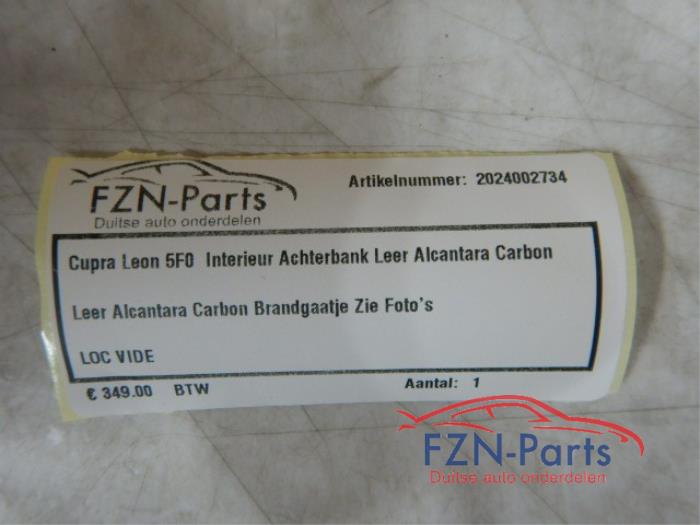 FZN-Parts
Duitse auto onderdelen
Artikelnummer: 2024002734
Cupra Leon 5F0 Interieur Achterbank Leer Alcantara Carbon
Leer Alcantara Carbon Brandgaatje Zie Foto's
LOC VIDE
€ 349.00 BTW
Aantal: 1
FZN-Parts
Duitse auto onderdelen